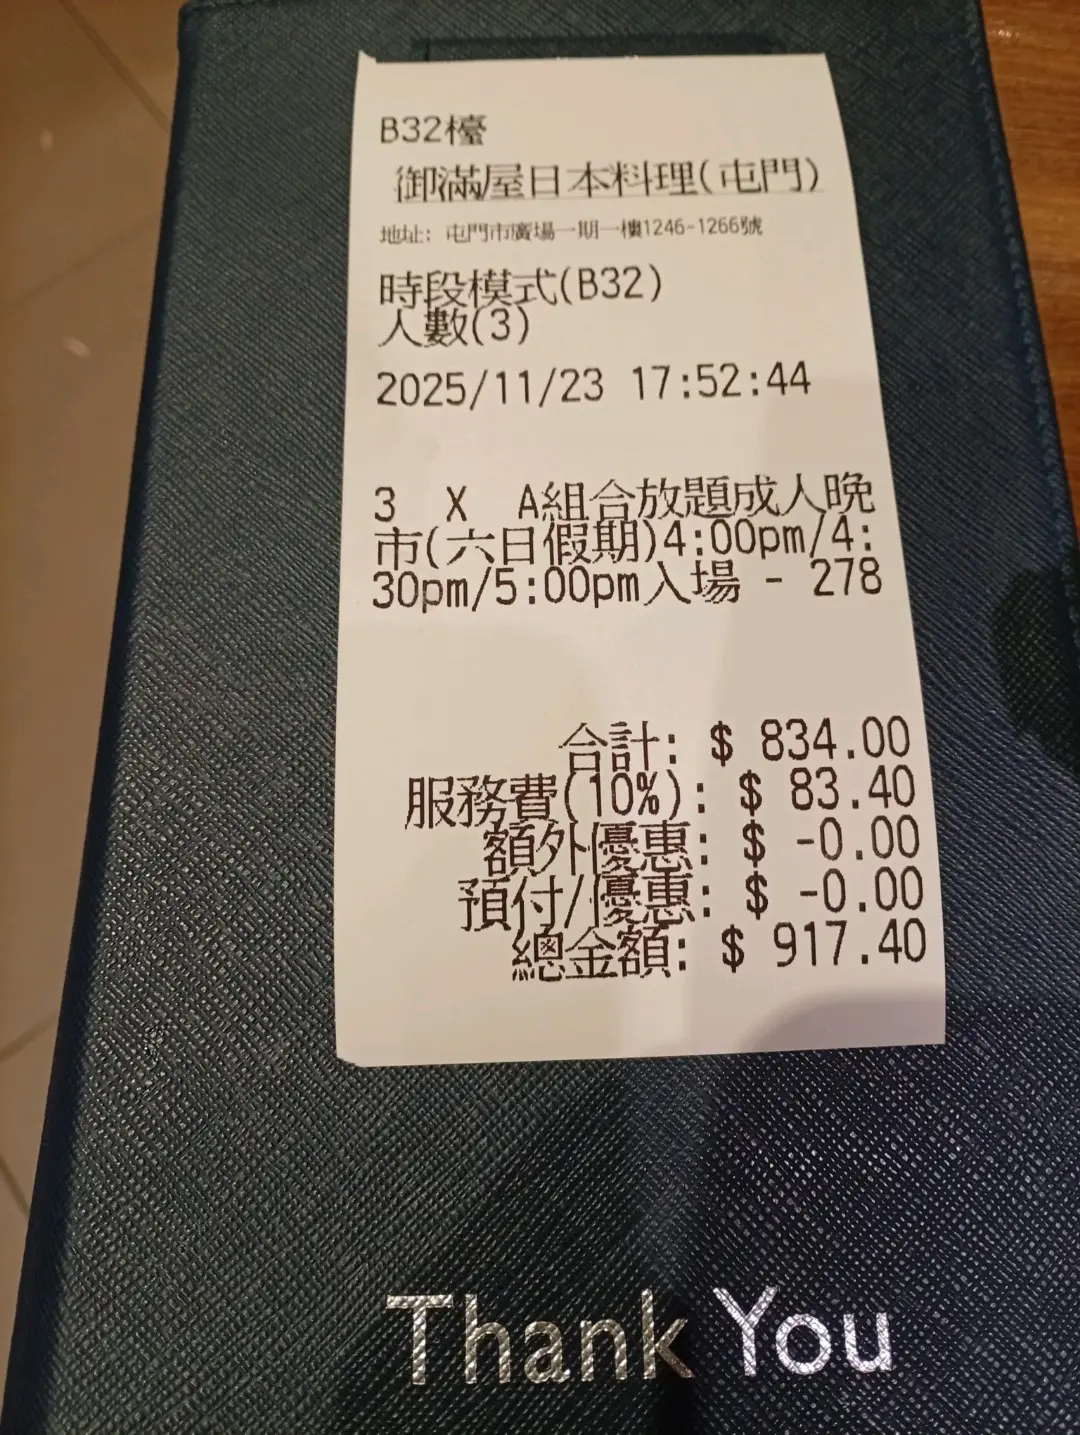 B32檯
御滿屋日本料理(屯門)
地址: 屯門市廣場一期一樓1246-1266號
時段模式(B32)
人數(3)
2025/11/23 17:52:44
3 X A組合放題成人晚
市(六日假期)4:00pm/4:
30pm/5:00pm入場 - 278
合計: $ 834.00
服務費(10%): $ 83.40
額外優惠: $ -0.00
預付/優惠: $ -0.00
總金額: $ 917.40
Thank You